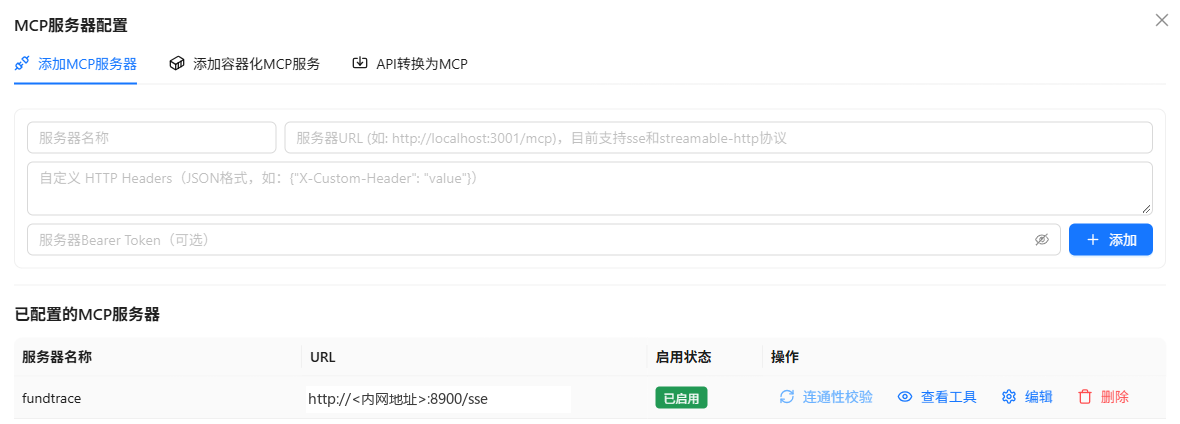 MCP服务器配置
添加MCP服务器 添加容器化MCP服务 API转换为MCP
服务器名称 服务器URL (如: http://localhost:3001/mcp)，目前支持sse和streamable-http协议
自定义 HTTP Headers（JSON格式，如：{"X-Custom-Header": "value"}）
服务器Bearer Token（可选） 添加
已配置的MCP服务器
服务器名称 URL 启用状态 操作
fundtrace http://<内网地址>:8900/sse 已启用 连通性校验 查看工具 编辑 删除